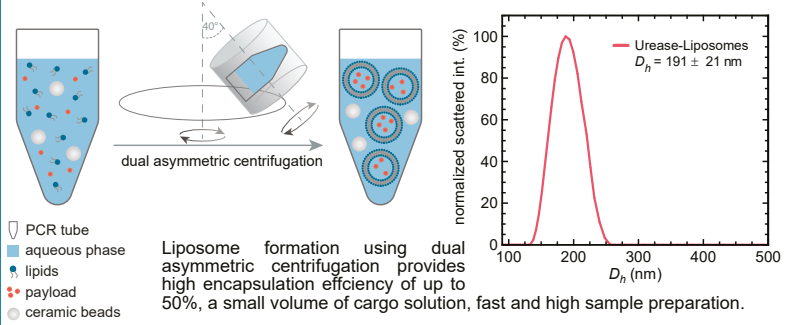 40°
dual asymmetric centrifugation
PCR tube
aqueous phase
lipids
payload
ceramic beads
Liposome formation using dual
asymmetric centrifugation provides
high encapsulation effciency of up to
50%, a small volume of cargo solution, fast and high sample preparation.
normalized scattered int. (%)
100
80
60
40
20
0
Urease-Liposomes
Dh = 191 ± 21 nm
100 200 300 400 500
Dh (nm)